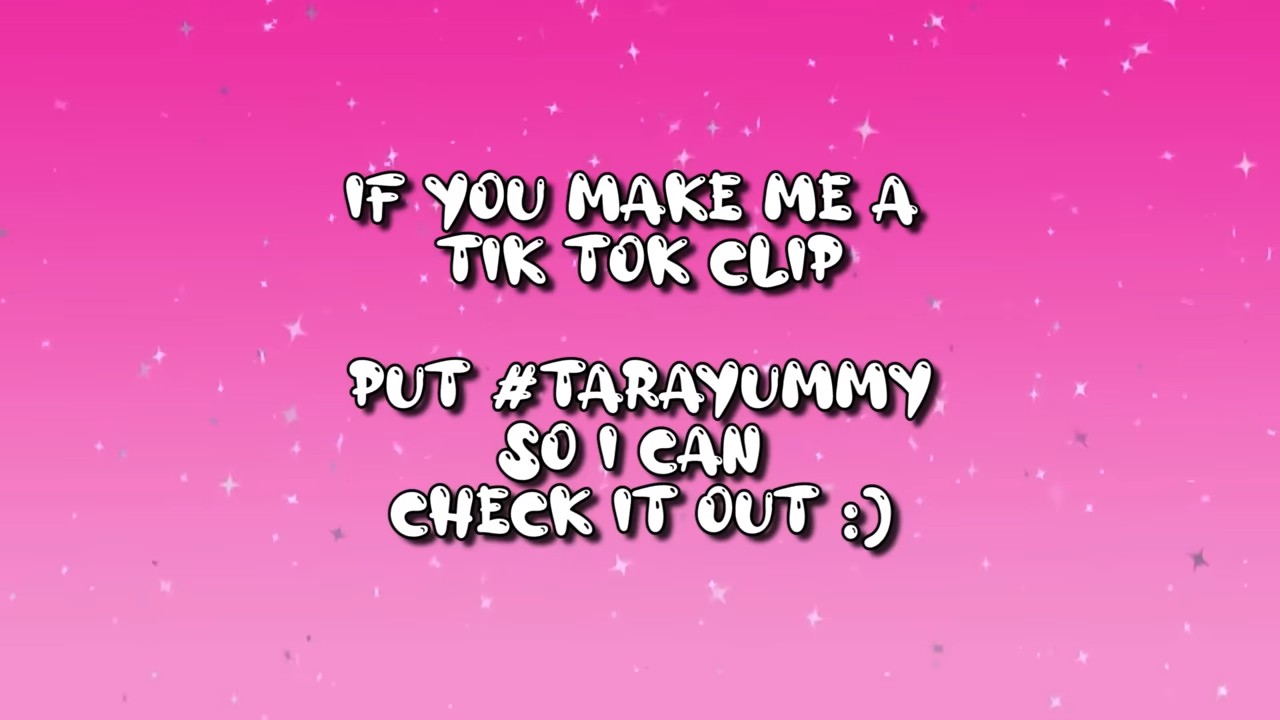 IF YOU MAKE ME A
TIK TOK CLIP
PUT #TARAYUMMY
SO I CAN
CHECK IT OUT :)